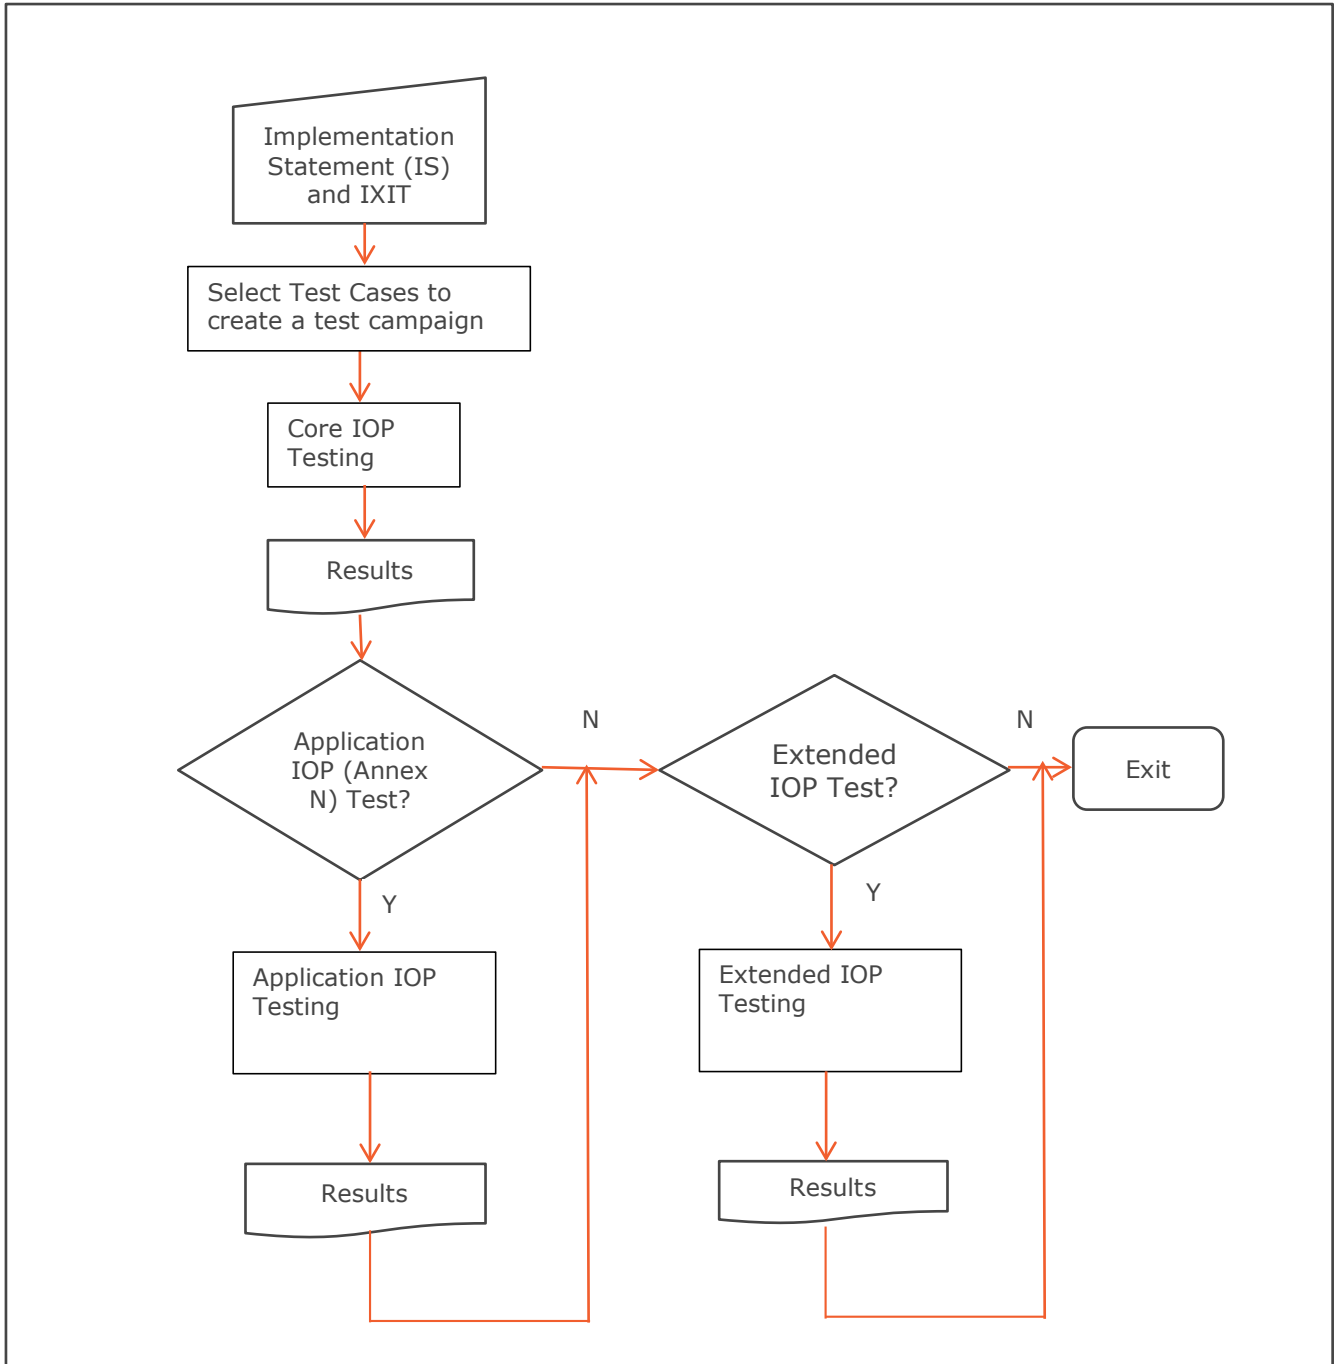 Implementation
Statement (IS)
and IXIT
Select Test Cases to
create a test campaign
Core IOP
Testing
Results
Application
IOP (Annex
N) Test?
N
Extended
IOP Test?
N
Exit
Y
Y
Application IOP
Testing
Extended IOP
Testing
Results
Results